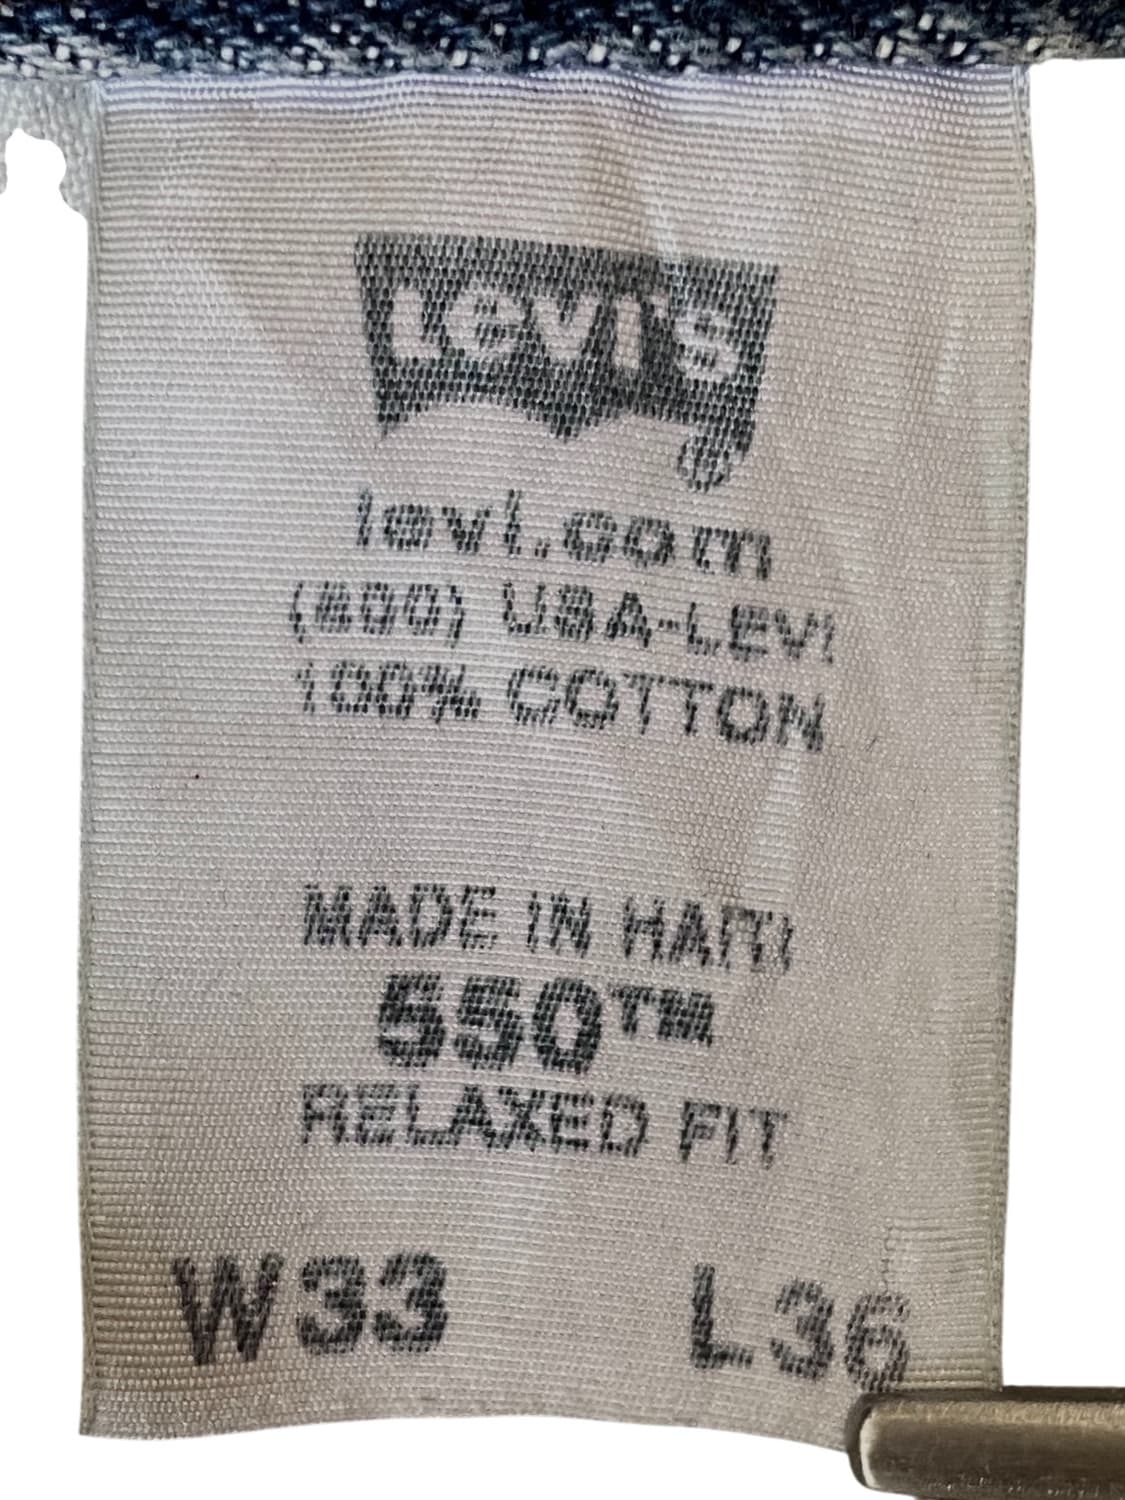 Levi's
levi.com
(800) USA-LEVI
100% COTTON
MADE IN HAITI
550™
RELAXED FIT
W33 L36